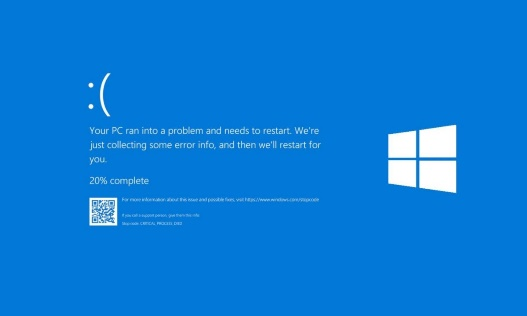 :(
Your PC ran into a problem and needs to restart. We're
just collecting some error info, and then we'll restart for
you.
20% complete
For more information about this issue and possible fixes, visit https://www.windows.com/stopcode
If you call a support person, give them this info:
Stop code: CRITICAL PROCESS DIED